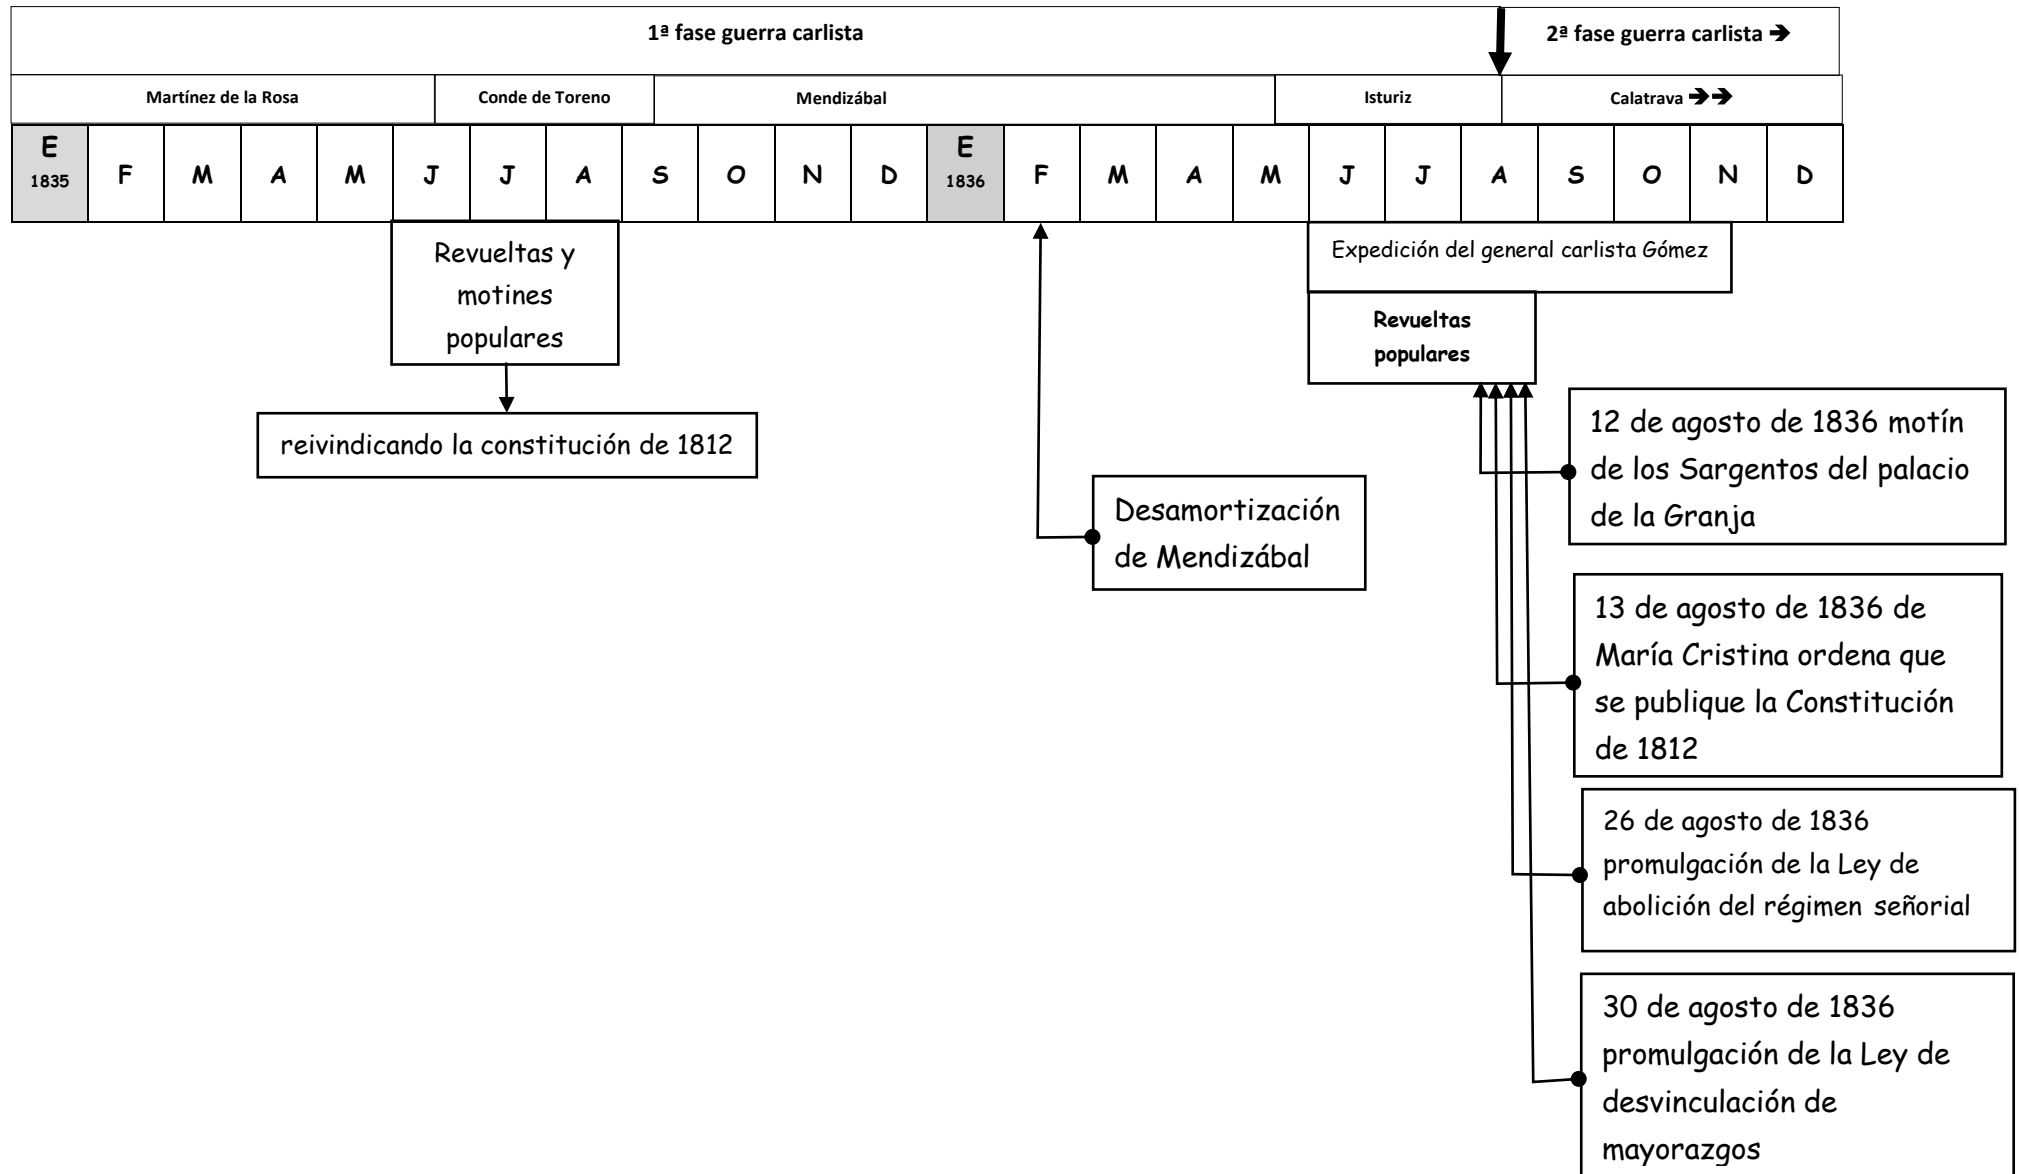 1ª fase guerra carlista
2ª fase guerra carlista ➔
Martínez de la Rosa
Conde de Toreno
Mendizábal
Isturiz
Calatrava ➔➔
E F M A M J J A S O N D E F M A M J J A S O N D
1835 1836
Revueltas y
motines
populares
reivindicando la constitución de 1812
Desamortización
de Mendizábal
Expedición del general carlista Gómez
Revueltas
populares
12 de agosto de 1836 motín
de los Sargentos del palacio
de la Granja
13 de agosto de 1836 de
María Cristina ordena que
se publique la Constitución
de 1812
26 de agosto de 1836
promulgación de la Ley de
abolición del régimen señorial
30 de agosto de 1836
promulgación de la Ley de
desvinculación de
mayorazgos